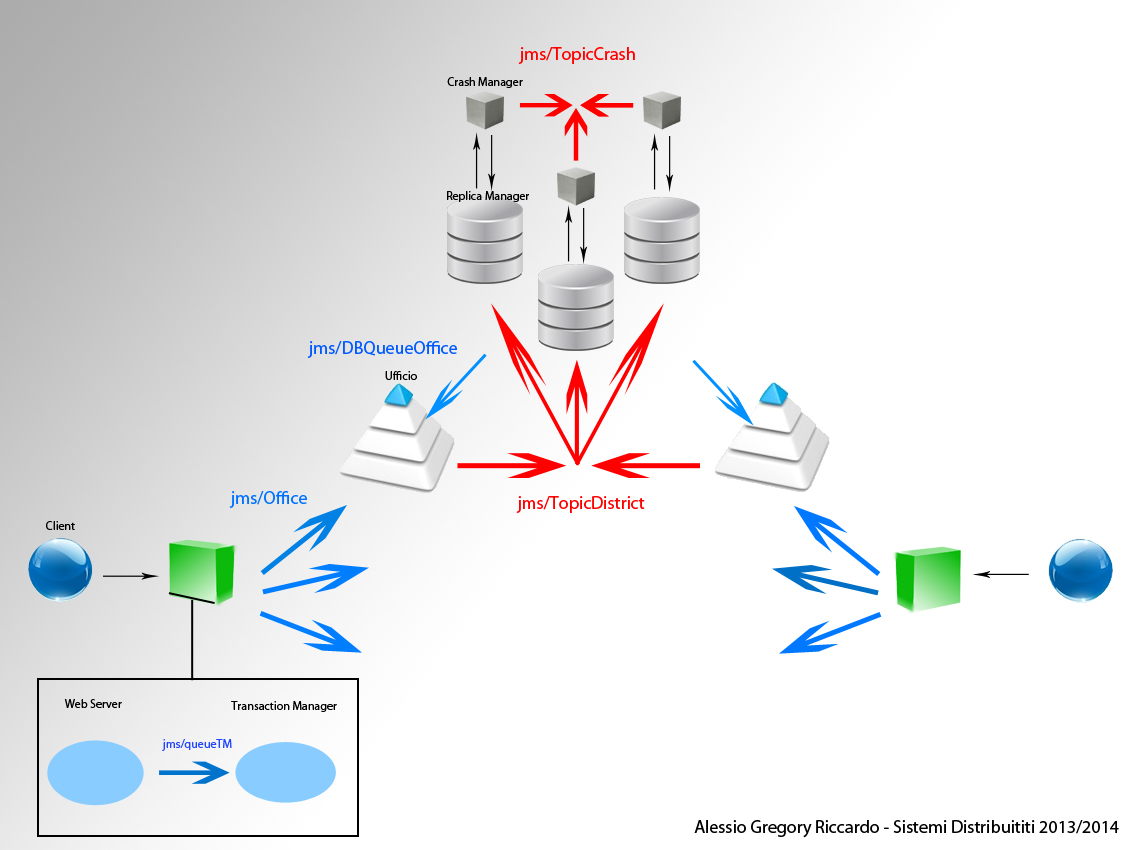 jms/TopicCrash
Crash Manager
Replica Manager
jms/DBQueueOffice
Ufficio
jms/Office
jms/TopicDistrict
Client
Web Server
Transaction Manager
jms/queueTM
Alessio Gregory Riccardo - Sistemi Distribuititi 2013/2014